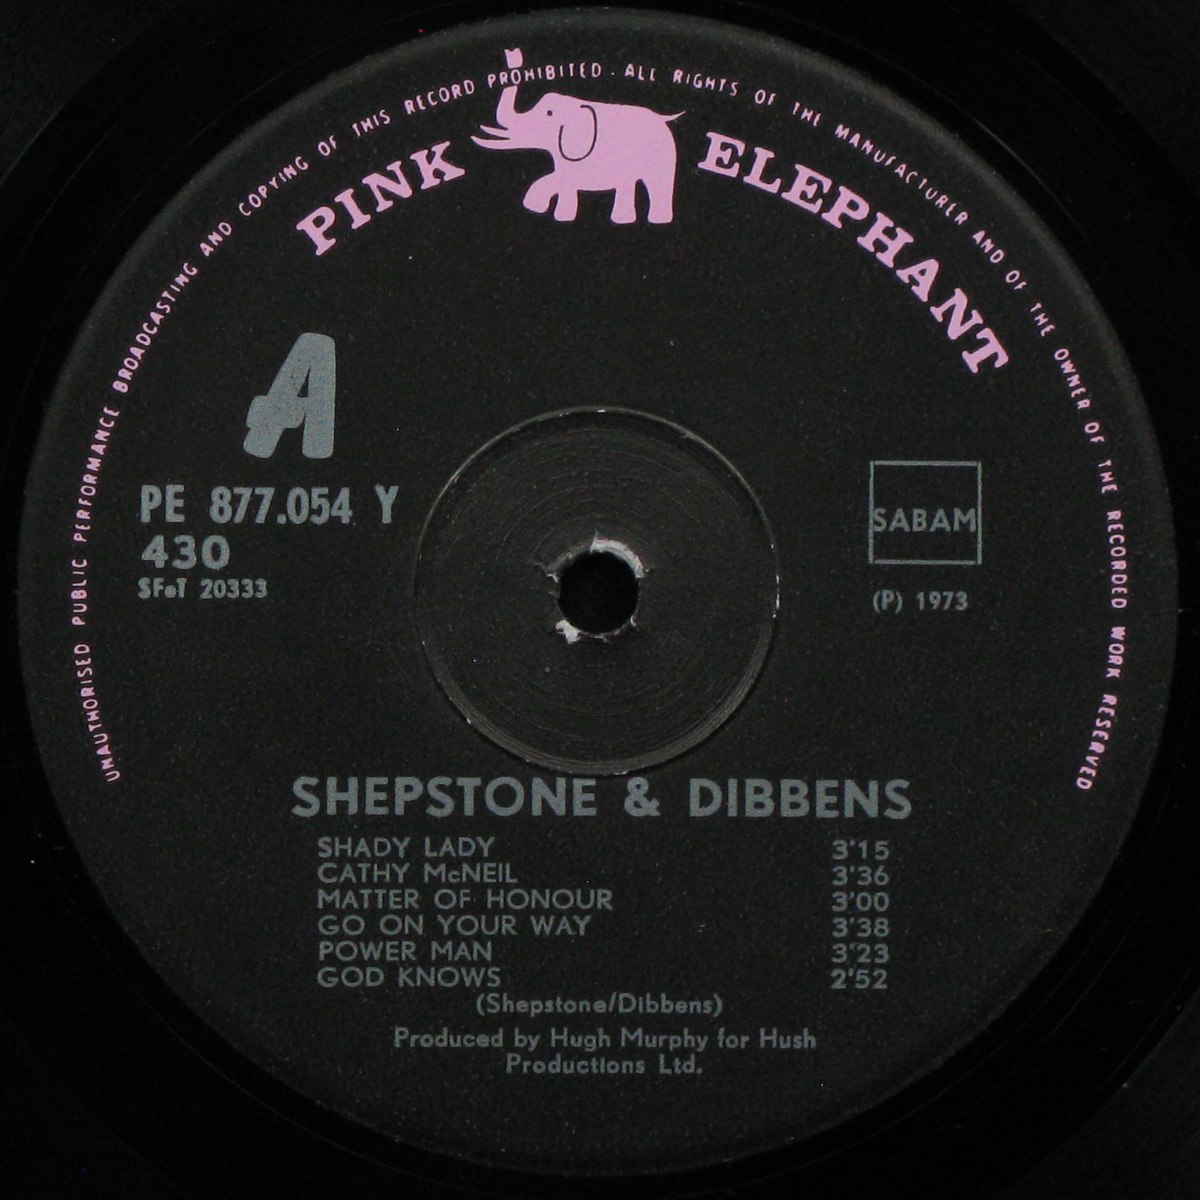 UNAUTHORISED PUBLIC PERFORMANCE BROADCASTING AND COPYING OF THIS RECORD PROHIBITED. ALL RIGHTS OF THE MANUFACTURER AND OF THE OWNER OF THE RECORDED WORK RESERVED
PINK ELEPHANT
A
PE 877.054 Y
430
SF•T 20333
SABAM
(P) 1973
SHEPSTONE & DIBBENS
SHADY LADY 3'15
CATHY McNEIL 3'36
MATTER OF HONOUR 3'00
GO ON YOUR WAY 3'38
POWER MAN 3'23
GOD KNOWS 2'52
(Shepstone/Dibbens)
Produced by Hugh Murphy for Hush
Productions Ltd.